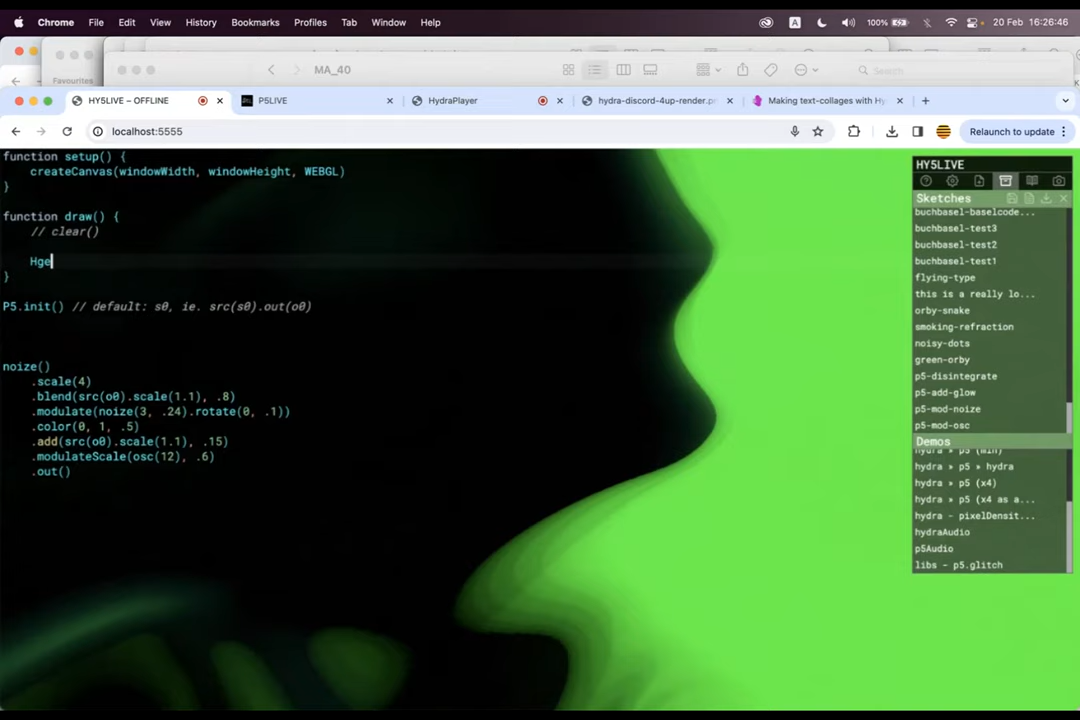 Chrome File Edit View History Bookmarks Profiles Tab Window Help A 100% 20 Feb 16:26:46
Favourites
MA_40
Search
HY5LIVE – OFFLINE
P5LIVE
HydraPlayer
hydra-discord-4up-render.p
Making text-collages with Hy
localhost:5555
Relaunch to update
function setup() {
createCanvas(windowWidth, windowHeight, WEBGL)
}
function draw() {
// clear()
Hge
}
P5.init() // default: s0, ie. src(s0).out(o0)
noize()
.scale(4)
.blend(src(o0).scale(1.1), .8)
.modulate(noize(3, .24).rotate(0, .1))
.color(0, 1, .5)
.add(src(o0).scale(1.1), .15)
.modulateScale(osc(12), .6)
.out()
HY5LIVE
Sketches
buchbasel-baselcode...
buchbasel-test3
buchbasel-test2
buchbasel-test1
flying-type
this is a really lo...
orby-snake
smoking-refraction
noisy-dots
green-orby
p5-disintegrate
p5-add-glow
p5-mod-noize
p5-mod-osc
Demos
hydra » p5 (min)
hydra » p5 » hydra
hydra » p5 (x4)
hydra » p5 (x4 as a...
hydra - pixelDensit...
hydraAudio
p5Audio
libs - p5.glitch